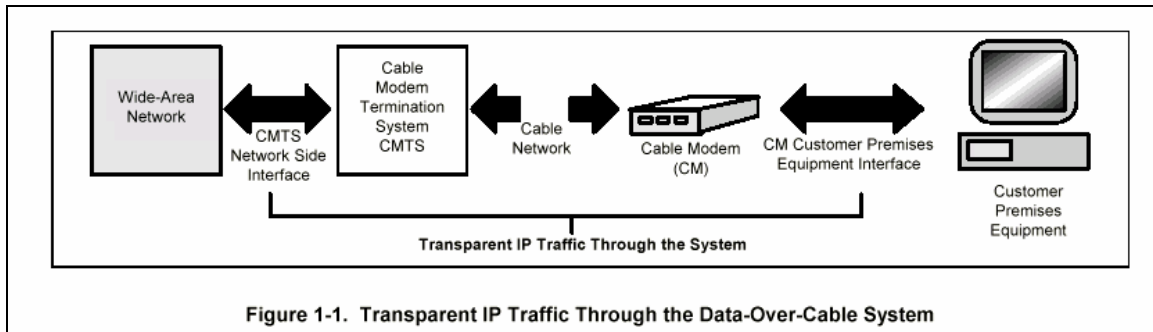 Wide-Area
Network
CMTS
Network Side
Interface
Cable
Modem
Termination
System
CMTS
Cable
Network
Cable Modem
(CM)
CM Customer Premises
Equipment Interface
Customer
Premises
Equipment
Transparent IP Traffic Through the System
Figure 1-1. Transparent IP Traffic Through the Data-Over-Cable System